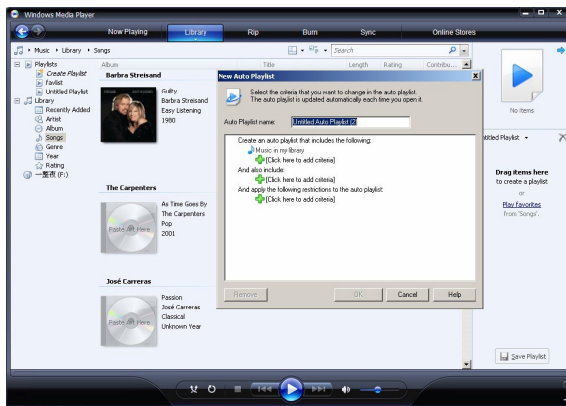 Windows Media Player
Now Playing Library Rip Burn Sync Online Stores
Music Library Songs
Search
Playlists
Create Playlist
favlist
Untitled Playlist
Library
Recently Added
Artist
Album
Songs
Genre
Year
Rating
一整夜 (F:)
Album Title Length Rating Contribu...
Barbra Streisand
Guilty
Barbra Streisand
Easy Listening
1980
The Carpenters
Paste Art Here
As Time Goes By
The Carpenters
Pop
2001
José Carreras
Paste Art Here
Passion
José Carreras
Classical
Unknown Year
New Auto Playlist
Select the criteria that you want to change in the auto playlist.
The auto playlist is updated automatically each time you open it.
Auto Playlist name: Untitled Auto Playlist (2)
Create an auto playlist that includes the following:
Music in my library
[Click here to add criteria]
And also include:
[Click here to add criteria]
And apply the following restrictions to the auto playlist:
[Click here to add criteria]
Remove OK Cancel Help
No items
ntitled Playlist
Drag items here
to create a playlist
or
Play favorites
from 'Songs'.
Save Playlist